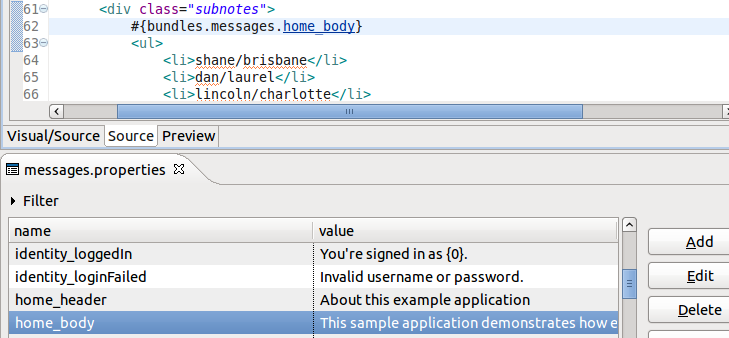 61 <div class="subnotes">
62 #{bundles.messages.home_body}
63 <ul>
64 <li>shane/brisbane</li>
65 <li>dan/laurel</li>
66 <li>lincoln/charlotte</li>
Visual/Source Source Preview
messages.properties
Filter
name value
identity_loggedIn You're signed in as {0}.
identity_loginFailed Invalid username or password.
home_header About this example application
home_body This sample application demonstrates how e
Add
Edit
Delete